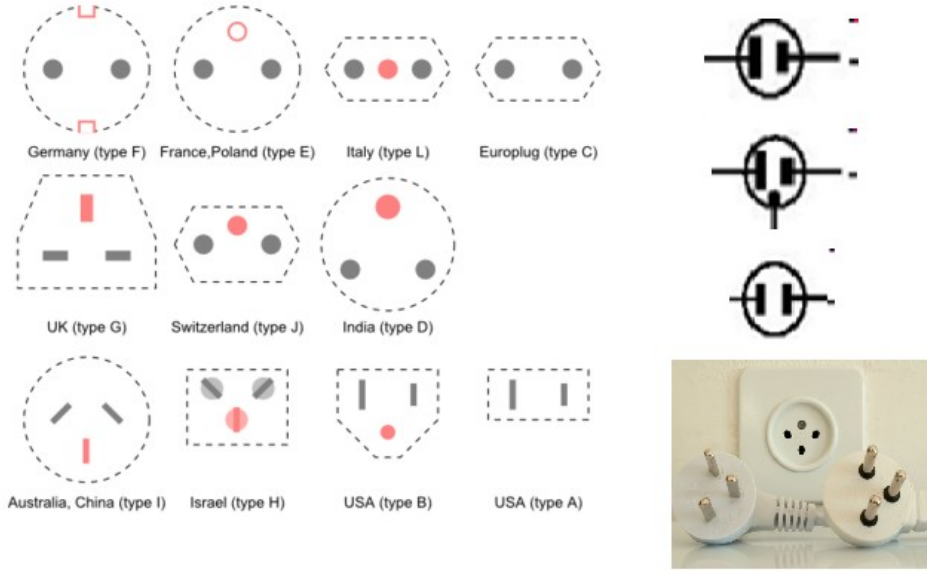 Germany (type F)
France,Poland (type E)
Italy (type L)
Europlug (type C)
UK (type G)
Switzerland (type J)
India (type D)
Australia, China (type I)
Israel (type H)
USA (type B)
USA (type A)